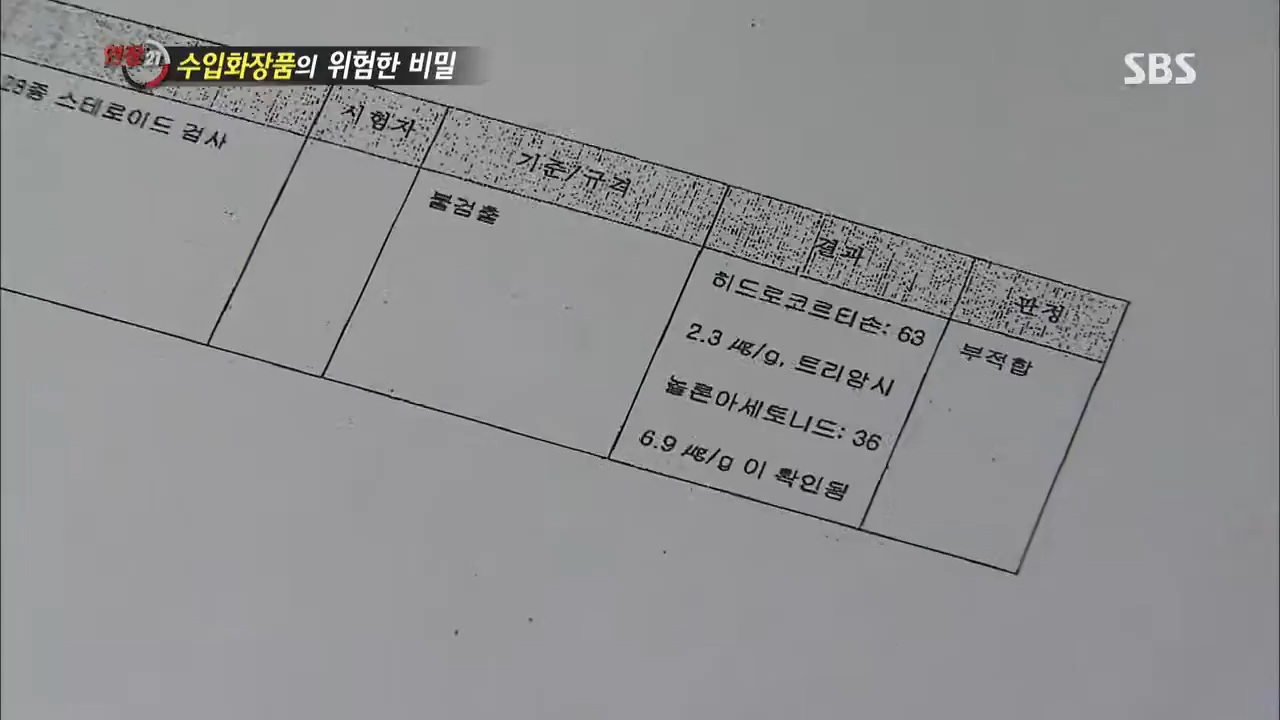 현장 21
수입화장품의 위험한 비밀
SBS
28종 스테로이드 검사
시험자
기준/규격
불검출
결과
히드로코르티손: 63
2.3 ㎍/g, 트리암시
놀론아세토니드: 36
6.9 ㎍/g 이 확인됨
판정
부적합